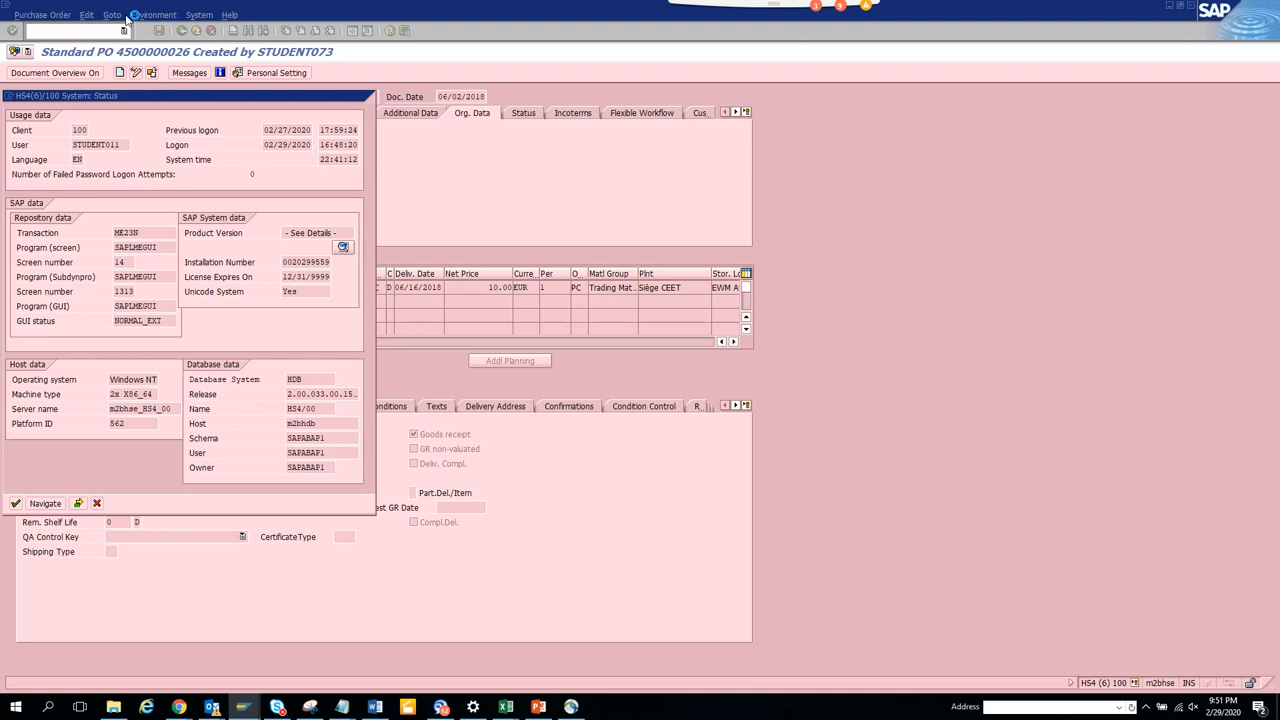 Purchase Order Edit Goto Environment System Help
SAP
Standard PO 4500000026 Created by STUDENT073
Document Overview On Messages Personal Setting
HS4(6)/100 System: Status
Doc. Date 06/02/2018
Additional Data Org. Data Status Incoterms Flexible Workflow Cus...
Usage data
Client 100 Previous logon 02/27/2020 17:59:24
User STUDENT011 Logon 02/29/2020 16:48:20
Language EN System time 22:41:12
Number of Failed Password Logon Attempts: 0
SAP data
Repository data
Transaction ME23N
Program (screen) SAPLMEGUI
Screen number 14
Program (Subdynpro) SAPLMEGUI
Screen number 1313
Program (GUI) SAPLMEGUI
GUI status NORMAL_EXT
SAP System data
Product Version - See Details -
Installation Number 0020299559
License Expires On 12/31/9999
Unicode System Yes
C Deliv. Date Net Price Curre... Per O... Matl Group Plnt Stor. Lo
D 06/16/2018 10.00 EUR 1 PC Trading Mat... Siège CEET EWM A
Addl Planning
Host data
Operating system Windows NT
Machine type 2x X86_64
Server name m2bhse_HS4_00
Platform ID 562
Database data
Database System HDB
Release 2.00.033.00.15...
Name HS4/00
Host m2bhdb
Schema SAPABAP1
User SAPABAP1
Owner SAPABAP1
Navigate
onditions Texts Delivery Address Confirmations Condition Control R
Goods receipt
GR non-valuated
Deliv. Compl.
Part.Del./Item
est GR Date
Compl.Del.
Rem. Shelf Life 0 D
QA Control Key CertificateType
Shipping Type
HS4 (6) 100 m2bhse INS
Address
9:51 PM
2/29/2020